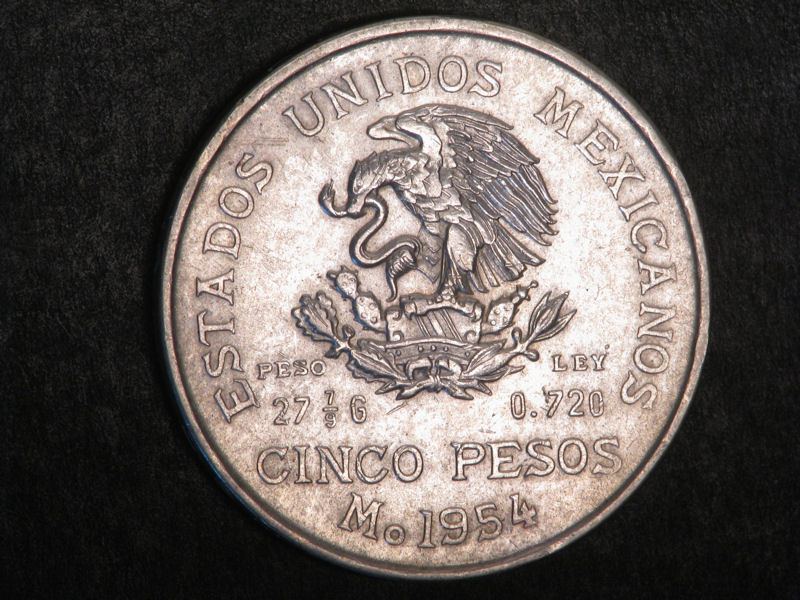 ESTADOS UNIDOS MEXICANOS
PESO LEY
27 7/9 G 0.720
CINCO PESOS
Mo 1954